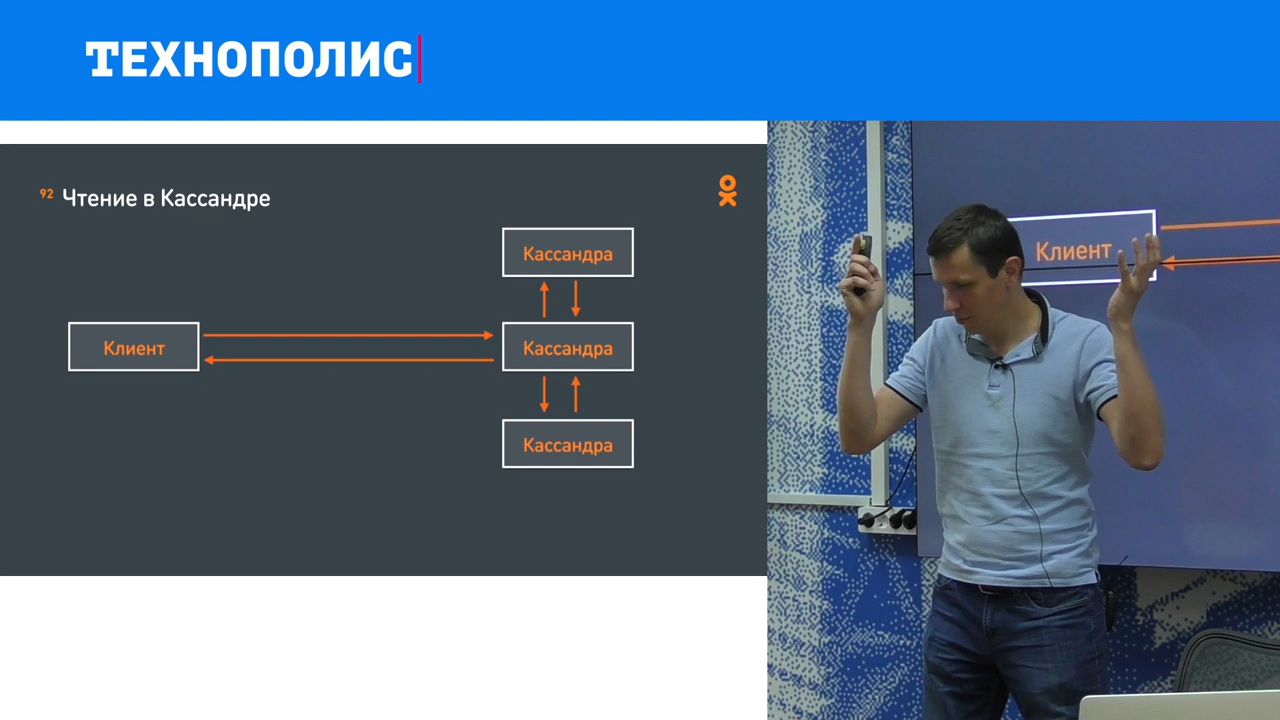 ТЕХНОПОЛИС
92 Чтение в Кассандре
Кассандра
Клиент
Кассандра
Кассандра
Клиент